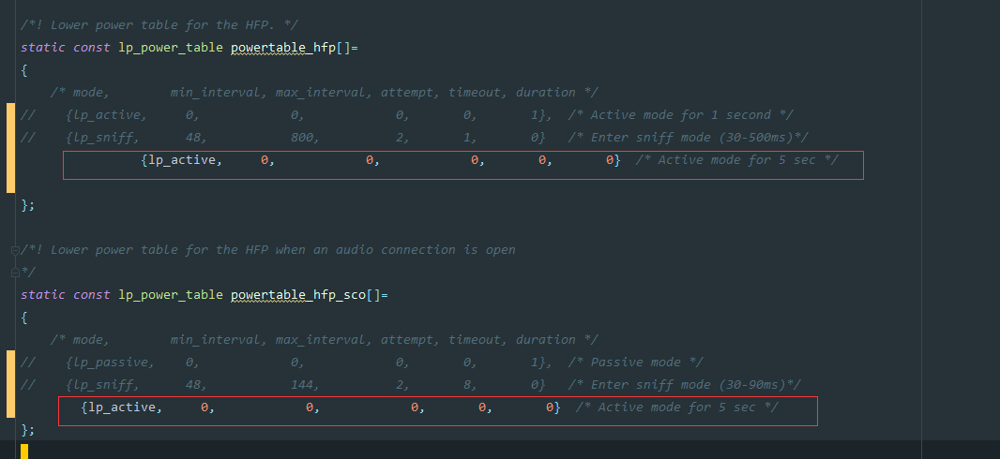 /*! Lower power table for the HFP. */
static const lp_power_table powertable_hfp[]=
{
    /* mode,        min_interval, max_interval, attempt, timeout, duration */
//    {lp_active,     0,            0,            0,       0,       1},  /* Active mode for 1 second */
//    {lp_sniff,      48,           800,          2,       1,       0}   /* Enter sniff mode (30-500ms)*/
                {lp_active,     0,            0,            0,       0,       0}  /* Active mode for 5 sec */
};
/*! Lower power table for the HFP when an audio connection is open
*/
static const lp_power_table powertable_hfp_sco[]=
{
    /* mode,        min_interval, max_interval, attempt, timeout, duration */
//    {lp_passive,    0,            0,            0,       0,       1},  /* Passive mode */
//    {lp_sniff,      48,           144,          2,       8,       0}   /* Enter sniff mode (30-90ms)*/
        {lp_active,     0,            0,            0,       0,       0}  /* Active mode for 5 sec */
};